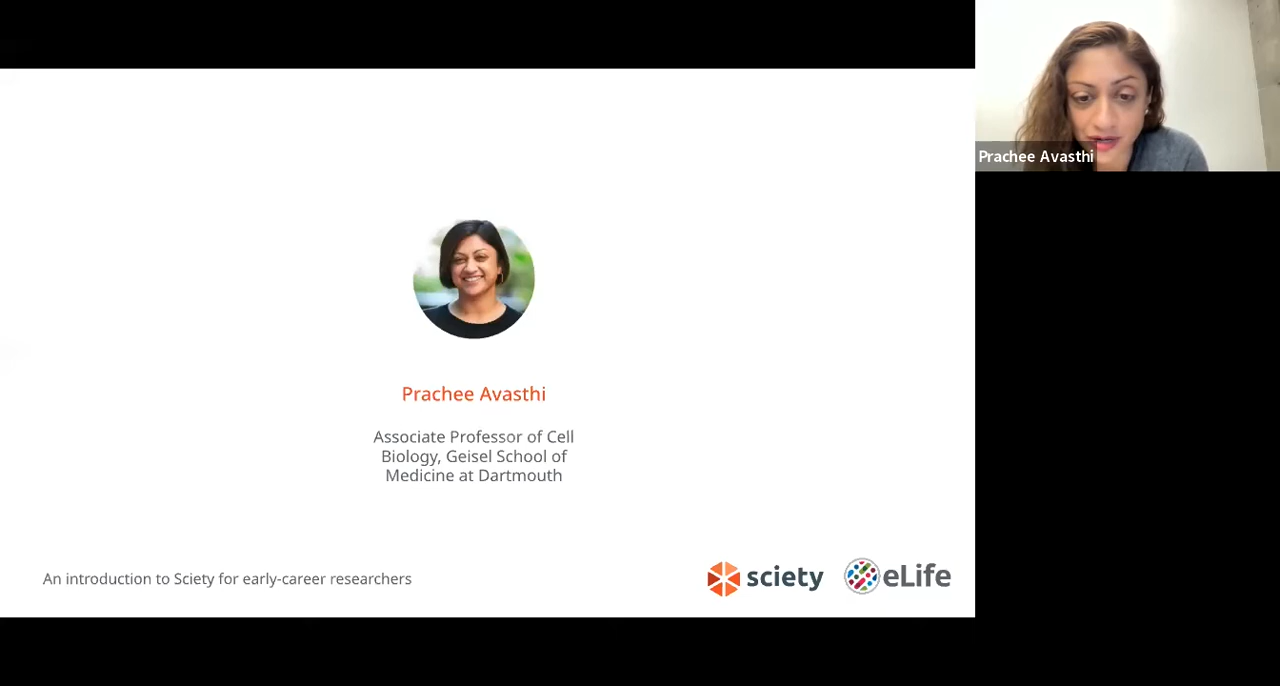 Prachee Avasthi
Prachee Avasthi
Associate Professor of Cell
Biology, Geisel School of
Medicine at Dartmouth
An introduction to Sciety for early-career researchers
sciety
eLife